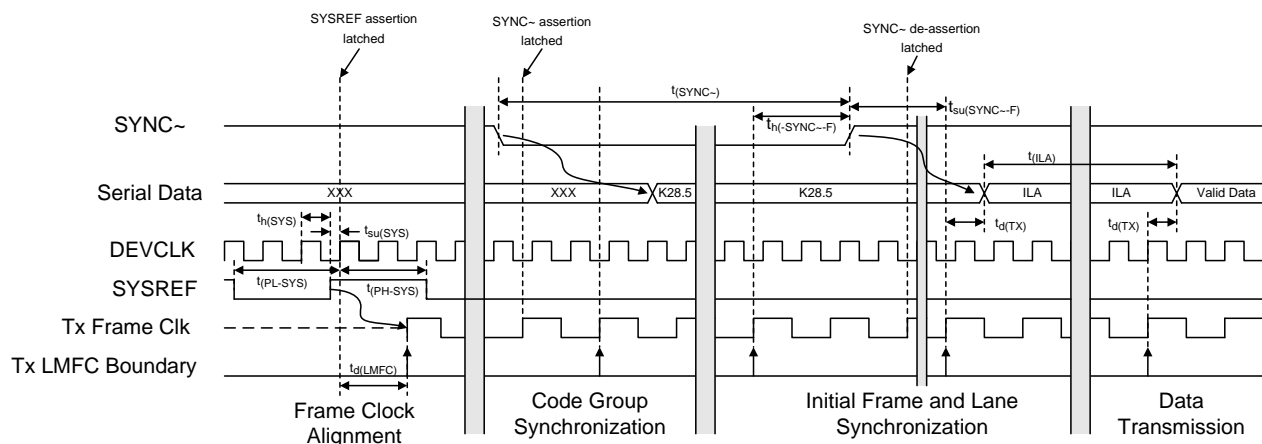 SYSREF assertion
latched
SYNC~ assertion
latched
SYNC~ de-assertion
latched
t(SYNC~)
th(-SYNC~-F)
tsu(SYNC~-F)
SYNC~
t(ILA)
Serial Data
XXX
XXX
K28.5
K28.5
ILA
ILA
Valid Data
th(SYS)
tsu(SYS)
td(TX)
td(TX)
DEVCLK
t(PL-SYS)
t(PH-SYS)
SYSREF
Tx Frame Clk
Tx LMFC Boundary
td(LMFC)
Frame Clock
Alignment
Code Group
Synchronization
Initial Frame and Lane
Synchronization
Data
Transmission